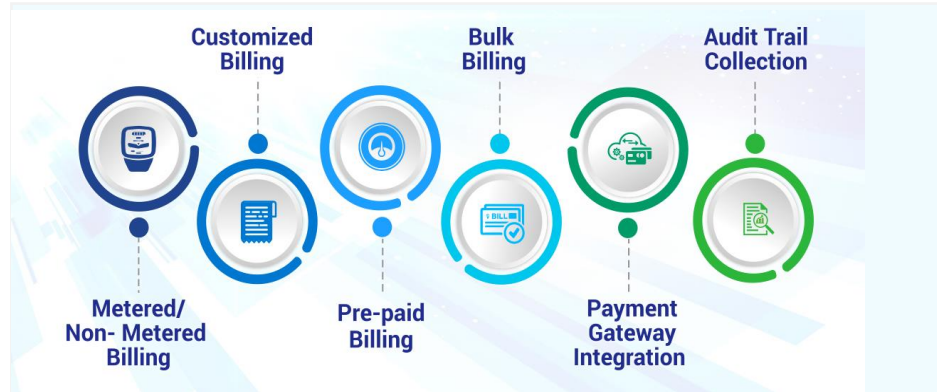 Customized
Billing
Bulk
Billing
Audit Trail
Collection
BILL
Metered/
Non- Metered
Billing
Pre-paid
Billing
Payment
Gateway
Integration